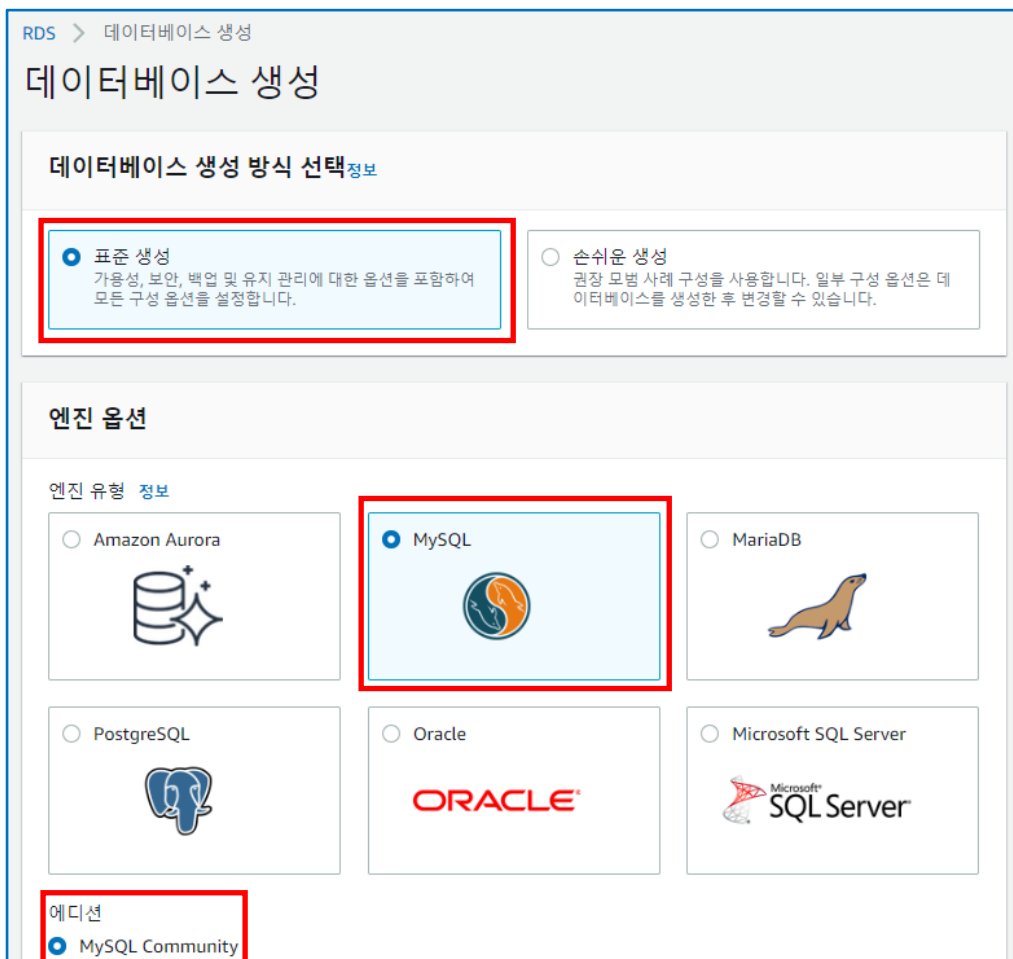 RDS > 데이터베이스 생성
데이터베이스 생성
데이터베이스 생성 방식 선택정보
표준 생성
가용성, 보안, 백업 및 유지 관리에 대한 옵션을 포함하여
모든 구성 옵션을 설정합니다.
손쉬운 생성
권장 모범 사례 구성을 사용합니다. 일부 구성 옵션은 데
이터베이스를 생성한 후 변경할 수 있습니다.
엔진 옵션
엔진 유형 정보
Amazon Aurora
MySQL
MariaDB
PostgreSQL
Oracle
ORACLE
Microsoft SQL Server
Microsoft
SQL Server
에디션
MySQL Community